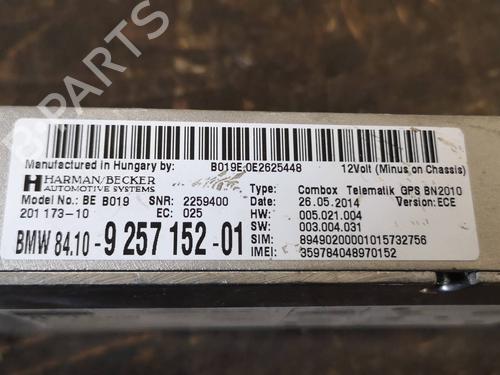 Manufactured in Hungary by: B019E:0E2625448 12Volt (Minus on Chassis)
HARMAN/BECKER
AUTOMOTIVE SYSTEMS
Type: Combox Telematik GPS BN2010
Model No.: BE B019 SNR: 2259400 Date: 26.05.2014 Version: ECE
201 173-10 EC: 025 HW: 005.021.004
SW: 003.004.031
BMW 84.10-9 257 152-01
SIM: 89490200001015732756
IMEI: 359784048970152
B-PARTS